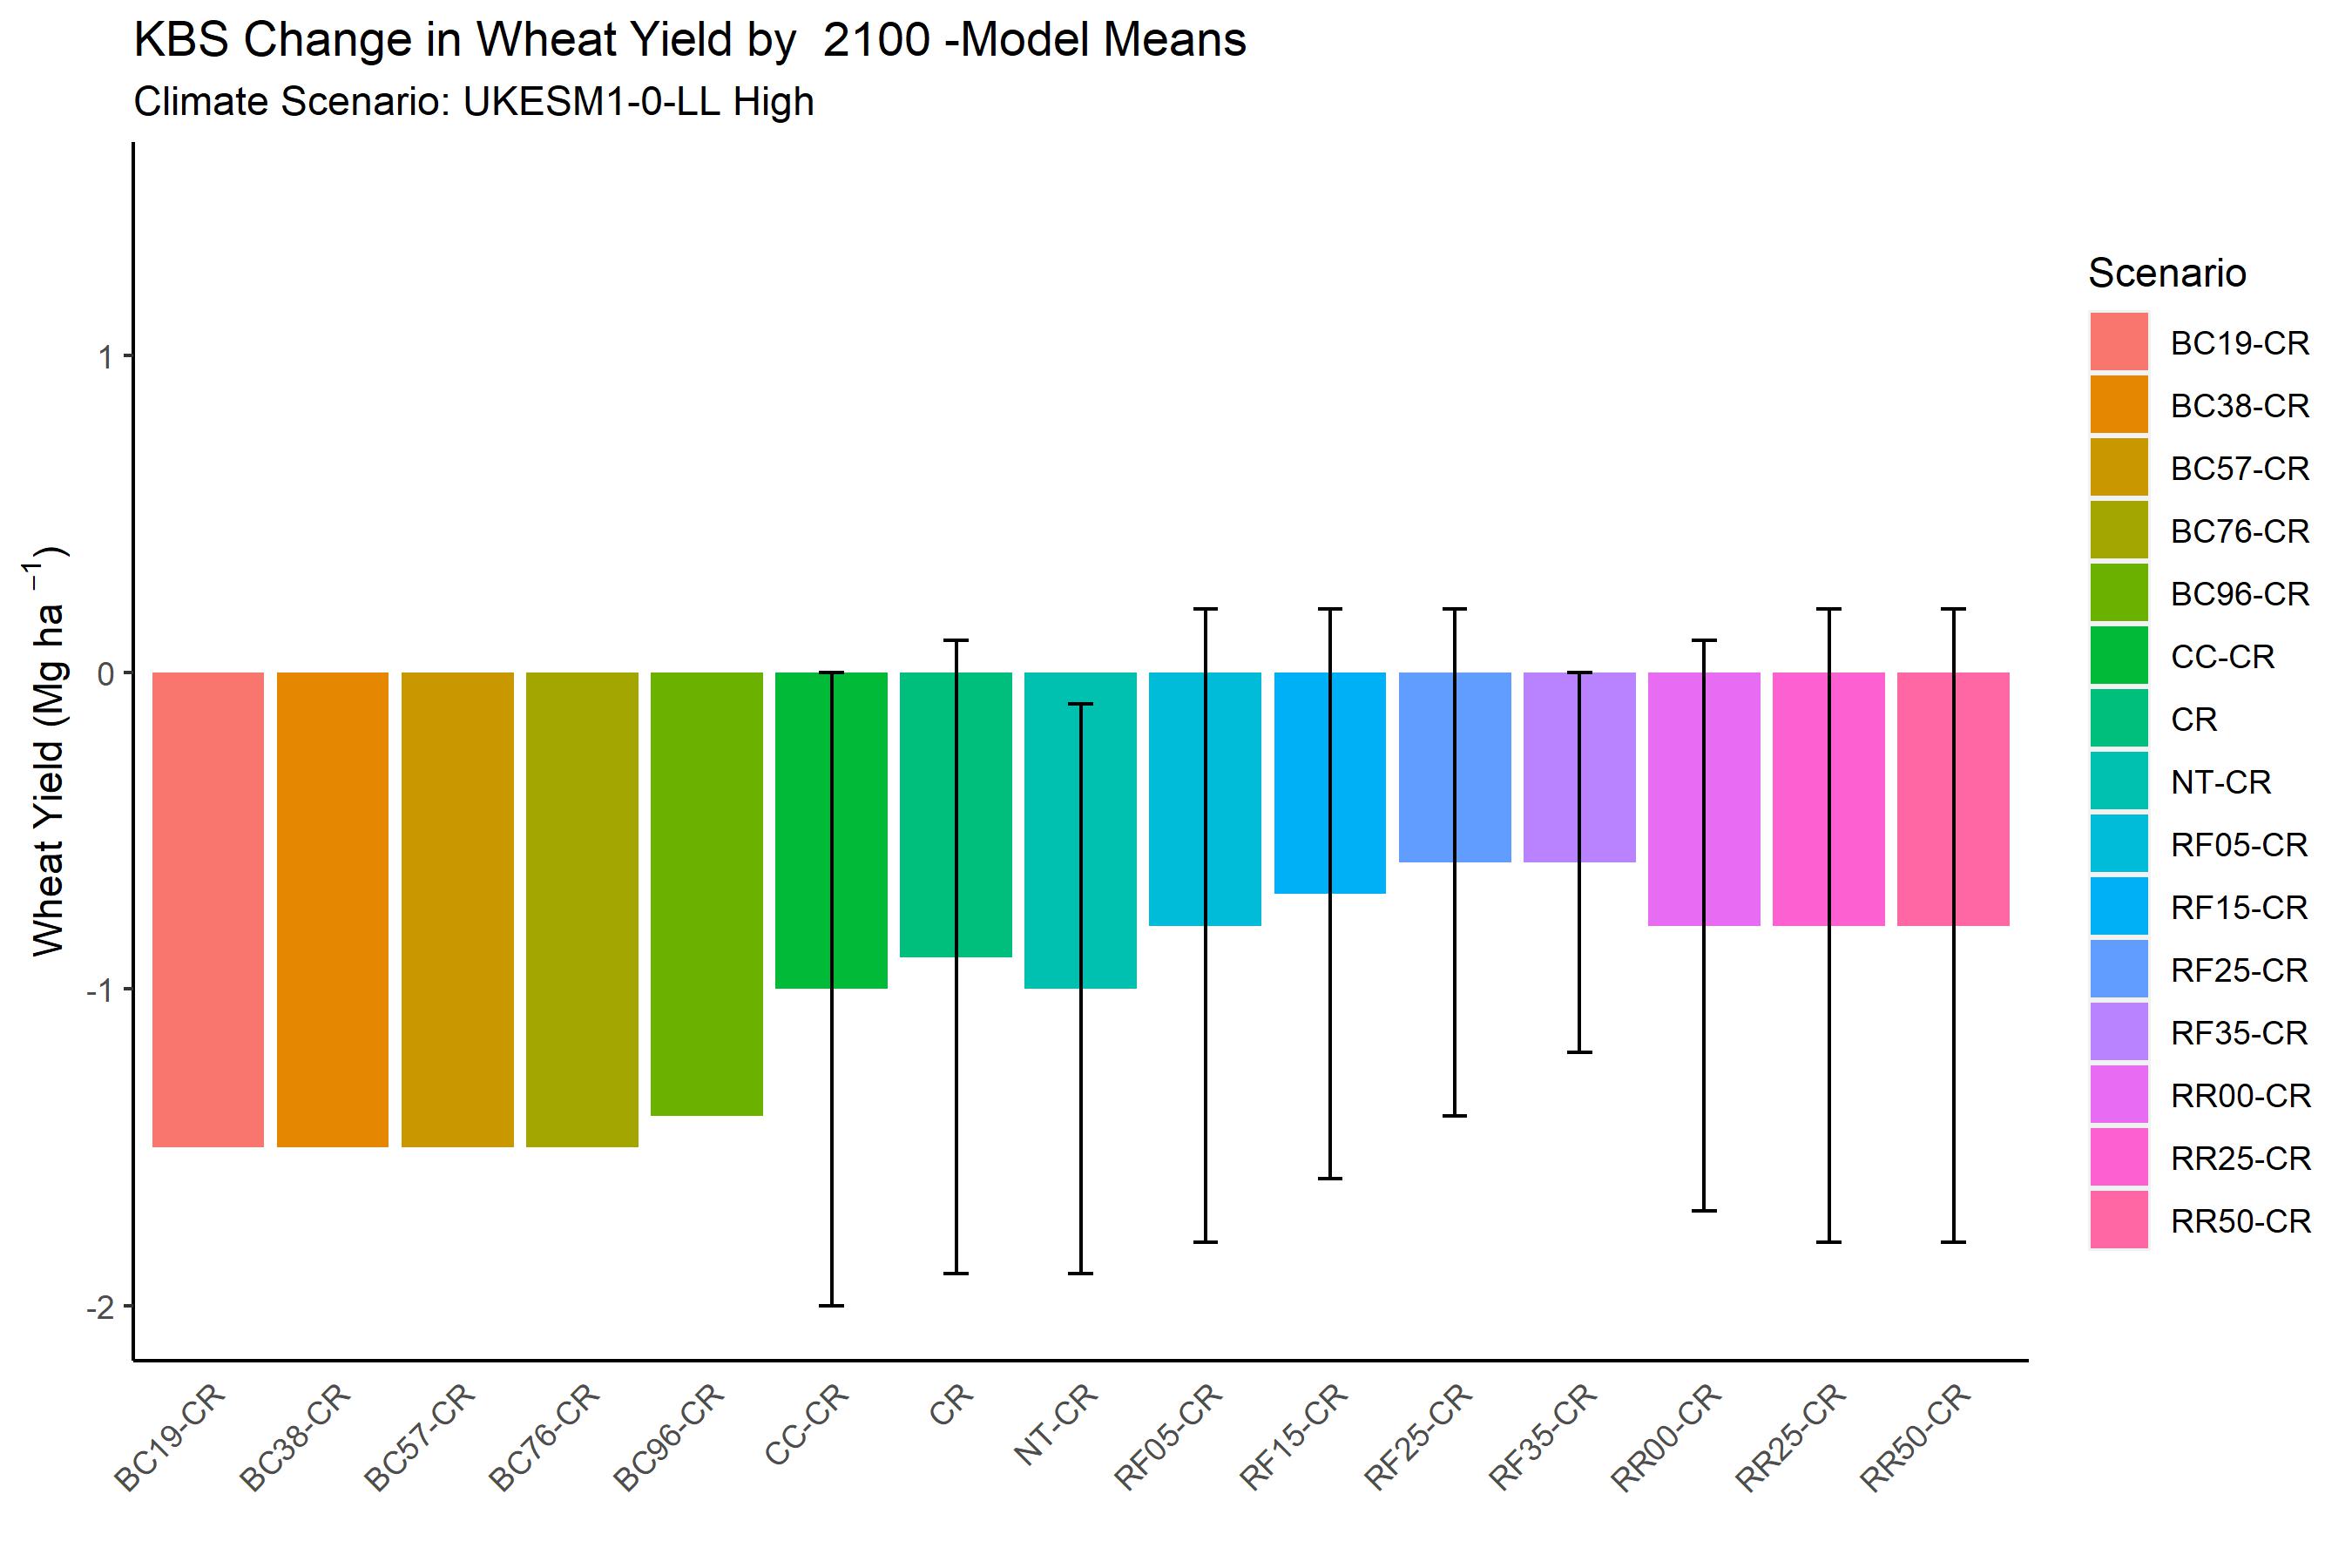 KBS Change in Wheat Yield by  2100 -Model Means
Climate Scenario: UKESM1-0-LL High
Wheat Yield (Mg ha ⁻¹)
1
0
-1
-2
BC19-CR
BC38-CR
BC57-CR
BC76-CR
BC96-CR
CC-CR
CR
NT-CR
RF05-CR
RF15-CR
RF25-CR
RF35-CR
RR00-CR
RR25-CR
RR50-CR
Scenario
BC19-CR
BC38-CR
BC57-CR
BC76-CR
BC96-CR
CC-CR
CR
NT-CR
RF05-CR
RF15-CR
RF25-CR
RF35-CR
RR00-CR
RR25-CR
RR50-CR